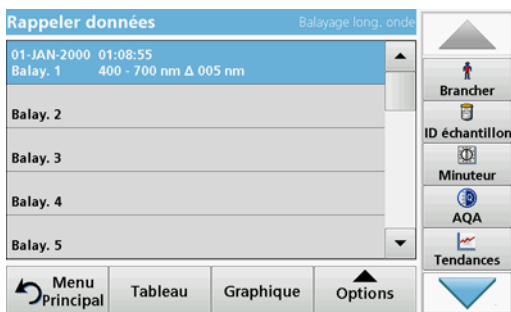 Rappeler données
Balayage long. onde
01-JAN-2000 01:08:55
Balay. 1 400 - 700 nm Δ 005 nm
Balay. 2
Balay. 3
Balay. 4
Balay. 5
Menu
Principal
Tableau
Graphique
Options
Brancher
ID échantillon
Minuteur
AQA
Tendances